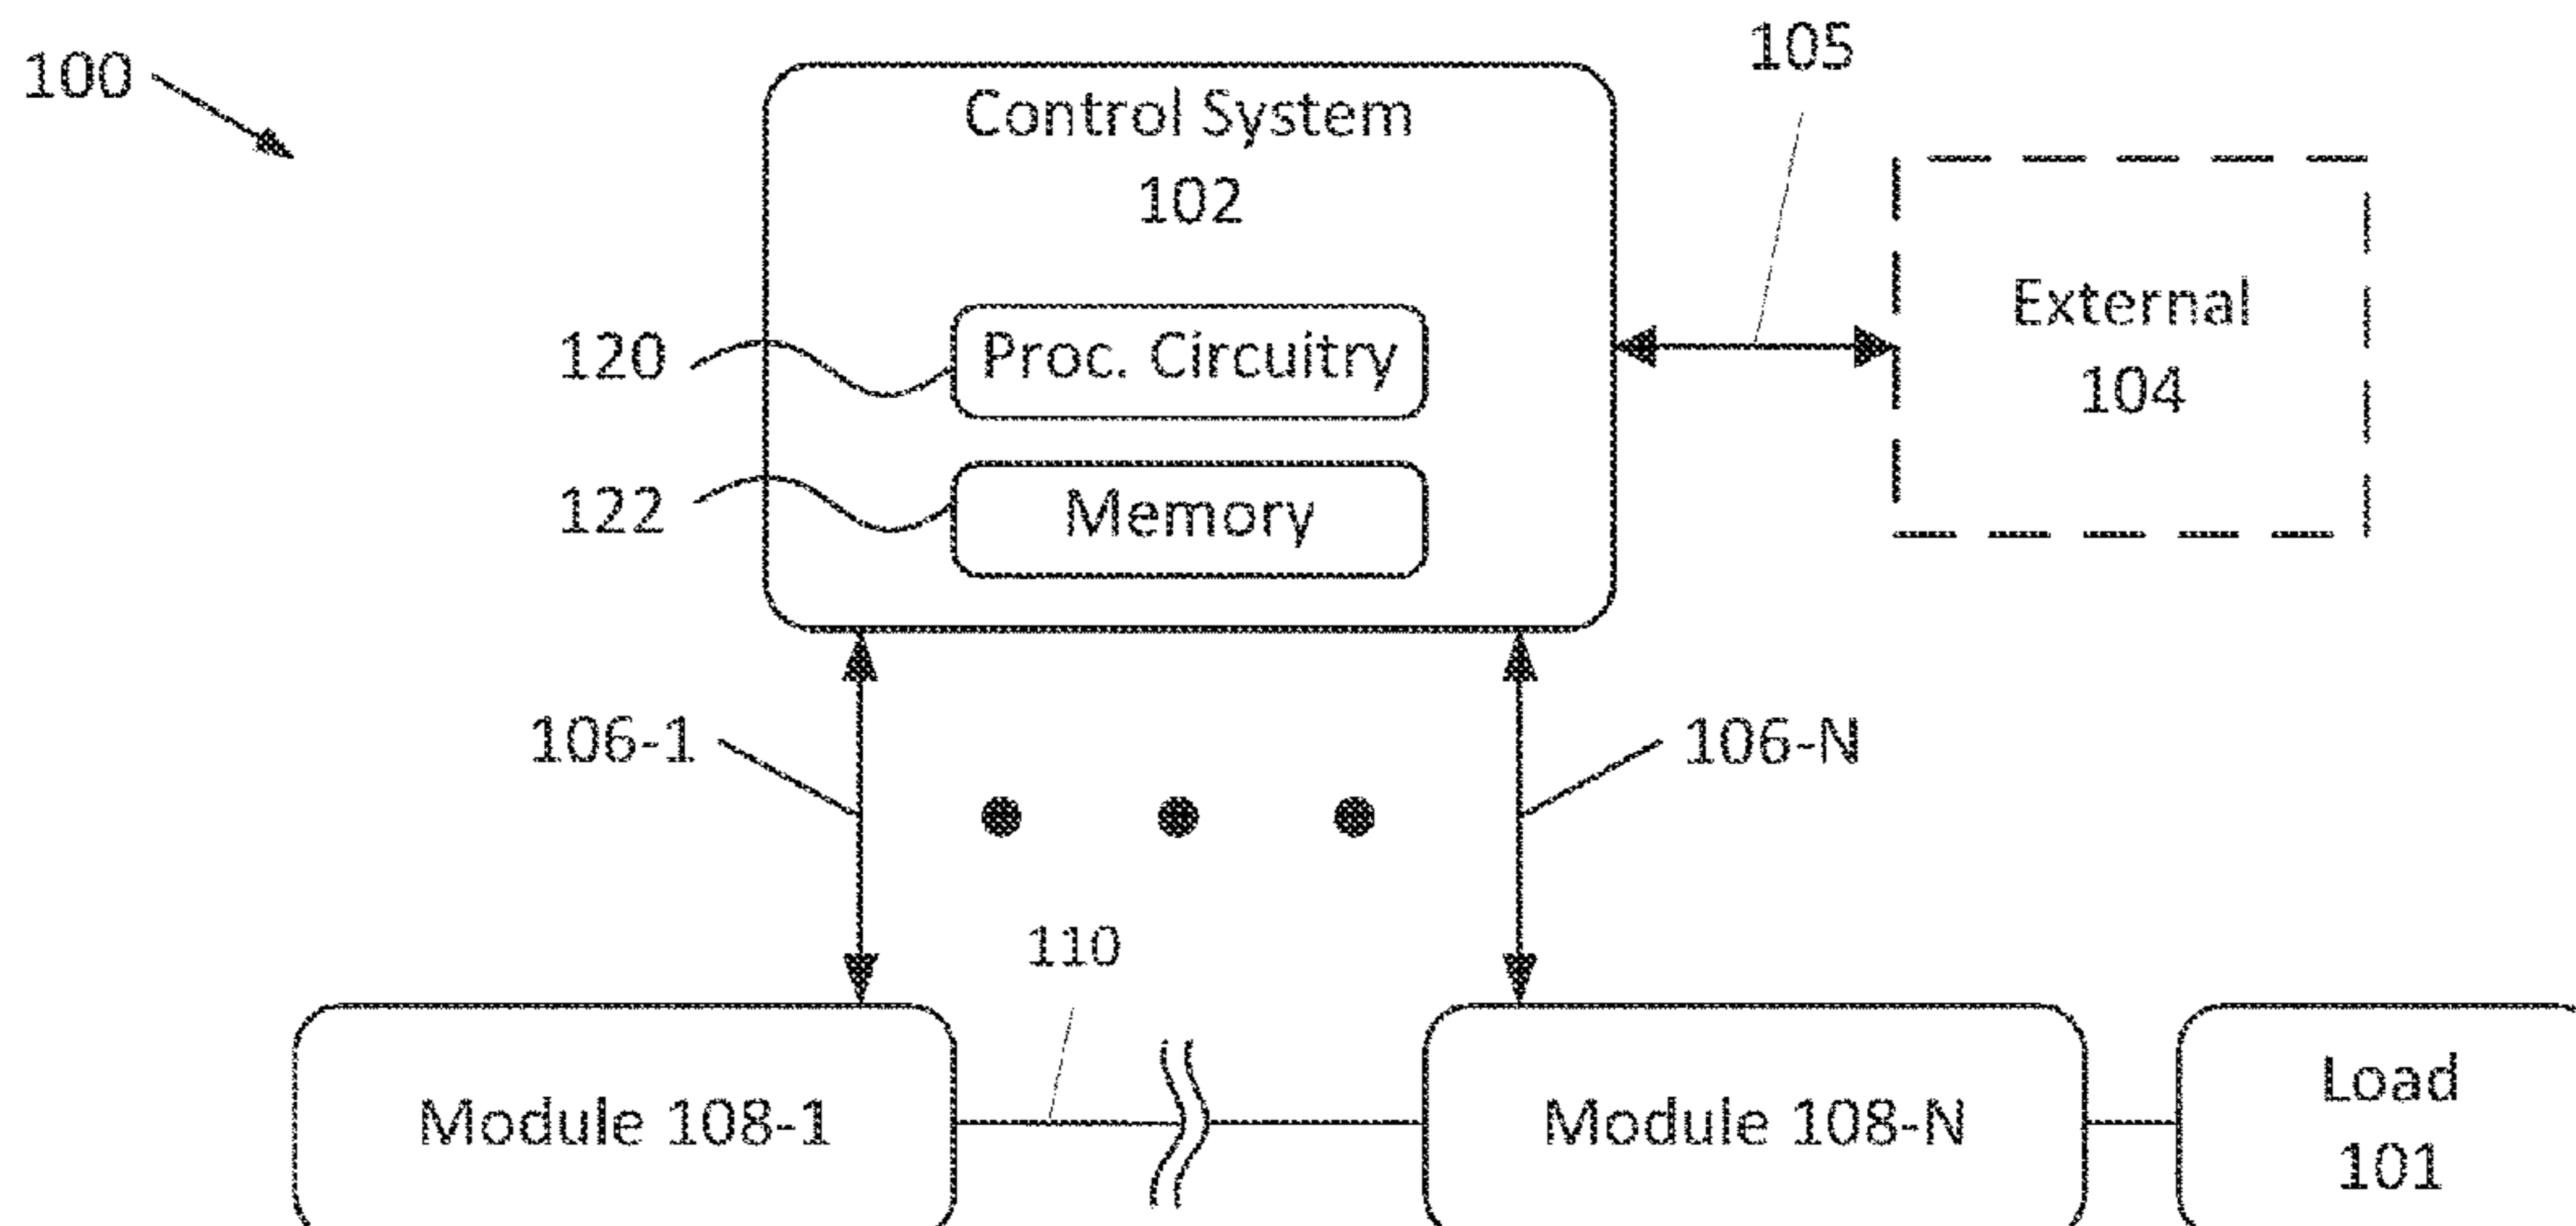 100
105
Control System
102
External
104
120
Proc. Circuitry
122
Memory
106-1
106-N
110
Module 108-1
Module 108-N
Load
101